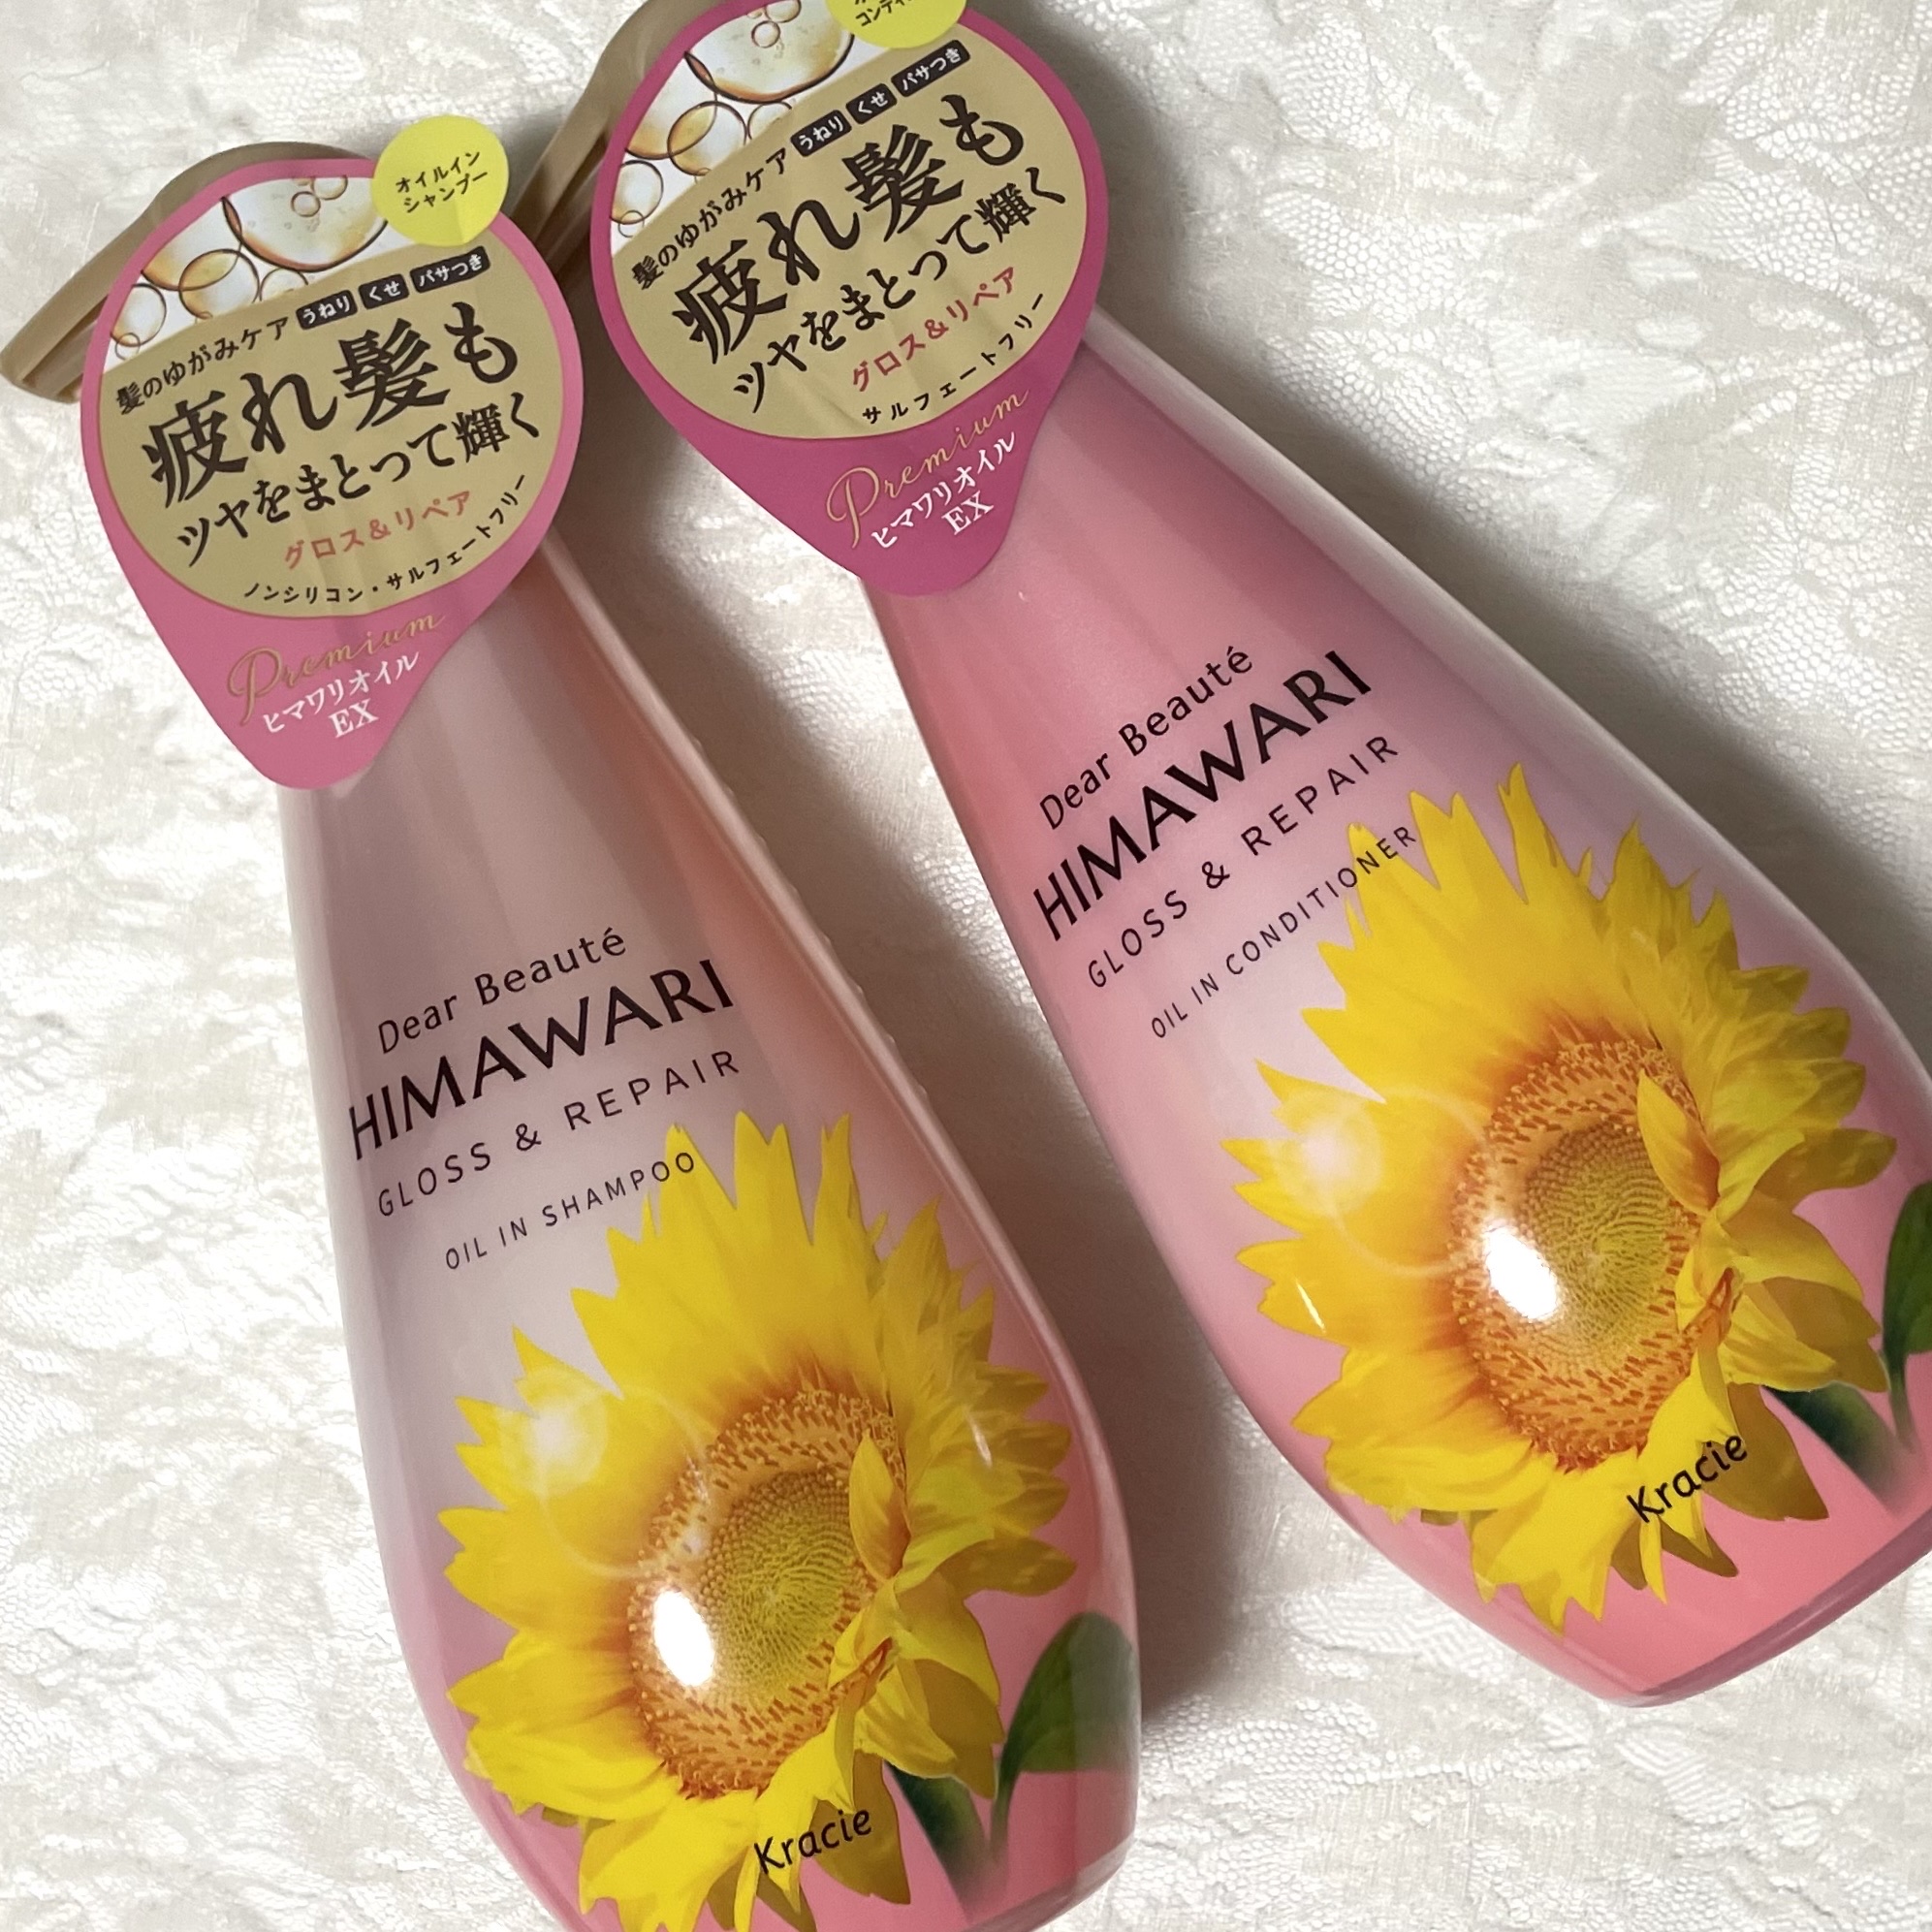 オイルイン
シャンプー
髪のゆがみケア うねり くせ パサつき
疲れ髪も
ツヤをまとって輝く
グロス&リペア
ノンシリコン・サルフェートフリー
Premium
ヒマワリオイル
EX
Dear Beauté
HIMAWARI
GLOSS & REPAIR
OIL IN SHAMPOO
Kracie
髪のゆがみケア うねり くせ パサつき
疲れ髪も
ツヤをまとって輝く
グロス&リペア
サルフェートフリー
Premium
ヒマワリオイル
EX
Dear Beauté
HIMAWARI
GLOSS & REPAIR
OIL IN CONDITIONER
Kracie